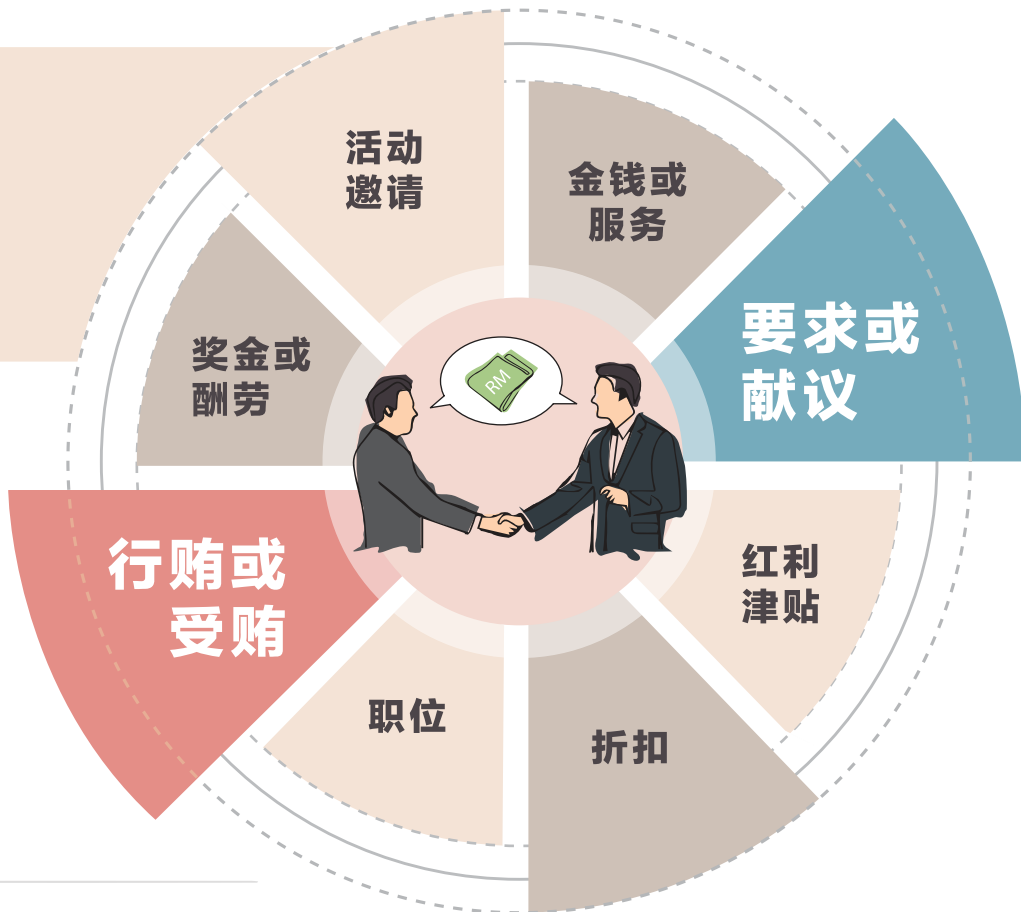 活动
邀请
金钱或
服务
要求或
献议
奖金或
酬劳
RM
行贿或
受贿
红利
津贴
职位
折扣